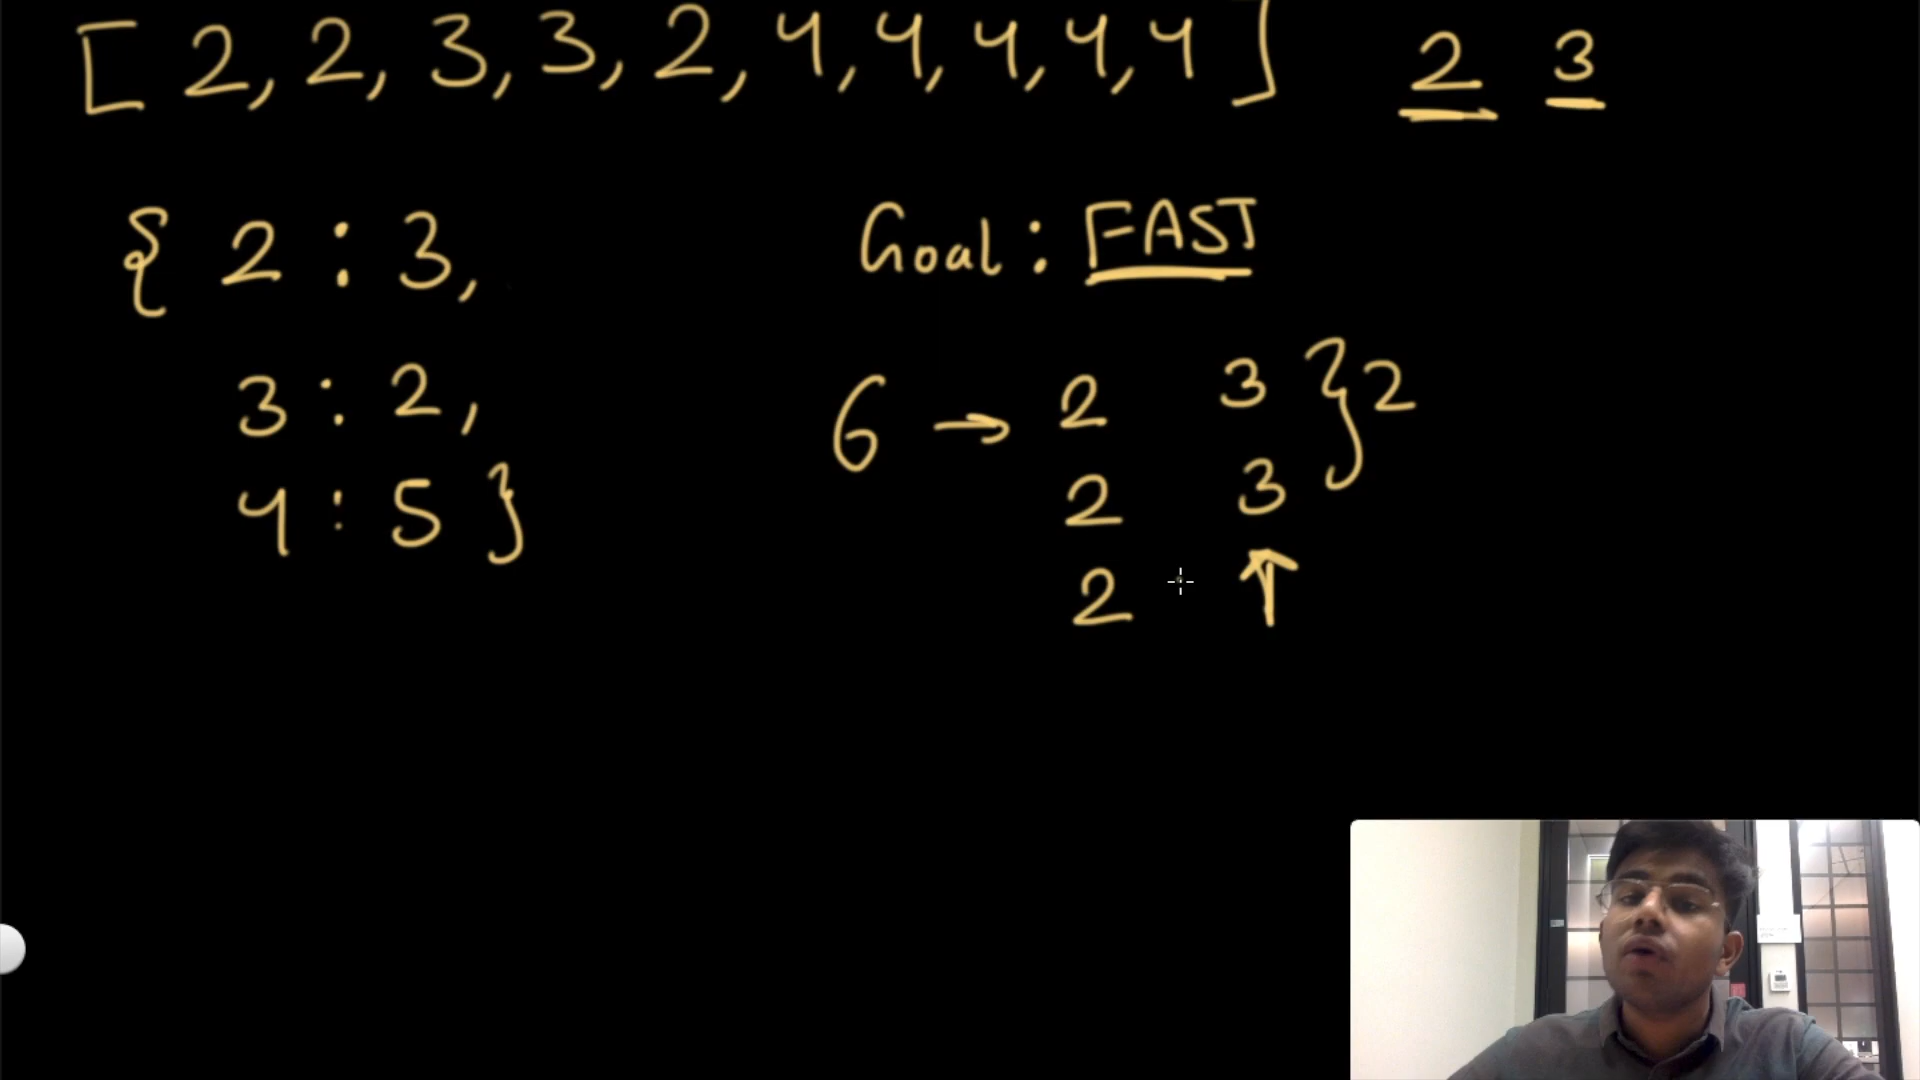 [ 2, 2, 3, 3, 2, 4, 4, 4, 4, 4 ] 2 3
{ 2 : 3,
3 : 2,
4 : 5 }
Goal : FAST
6 → 2 3 } 2
2 3
2 ↑